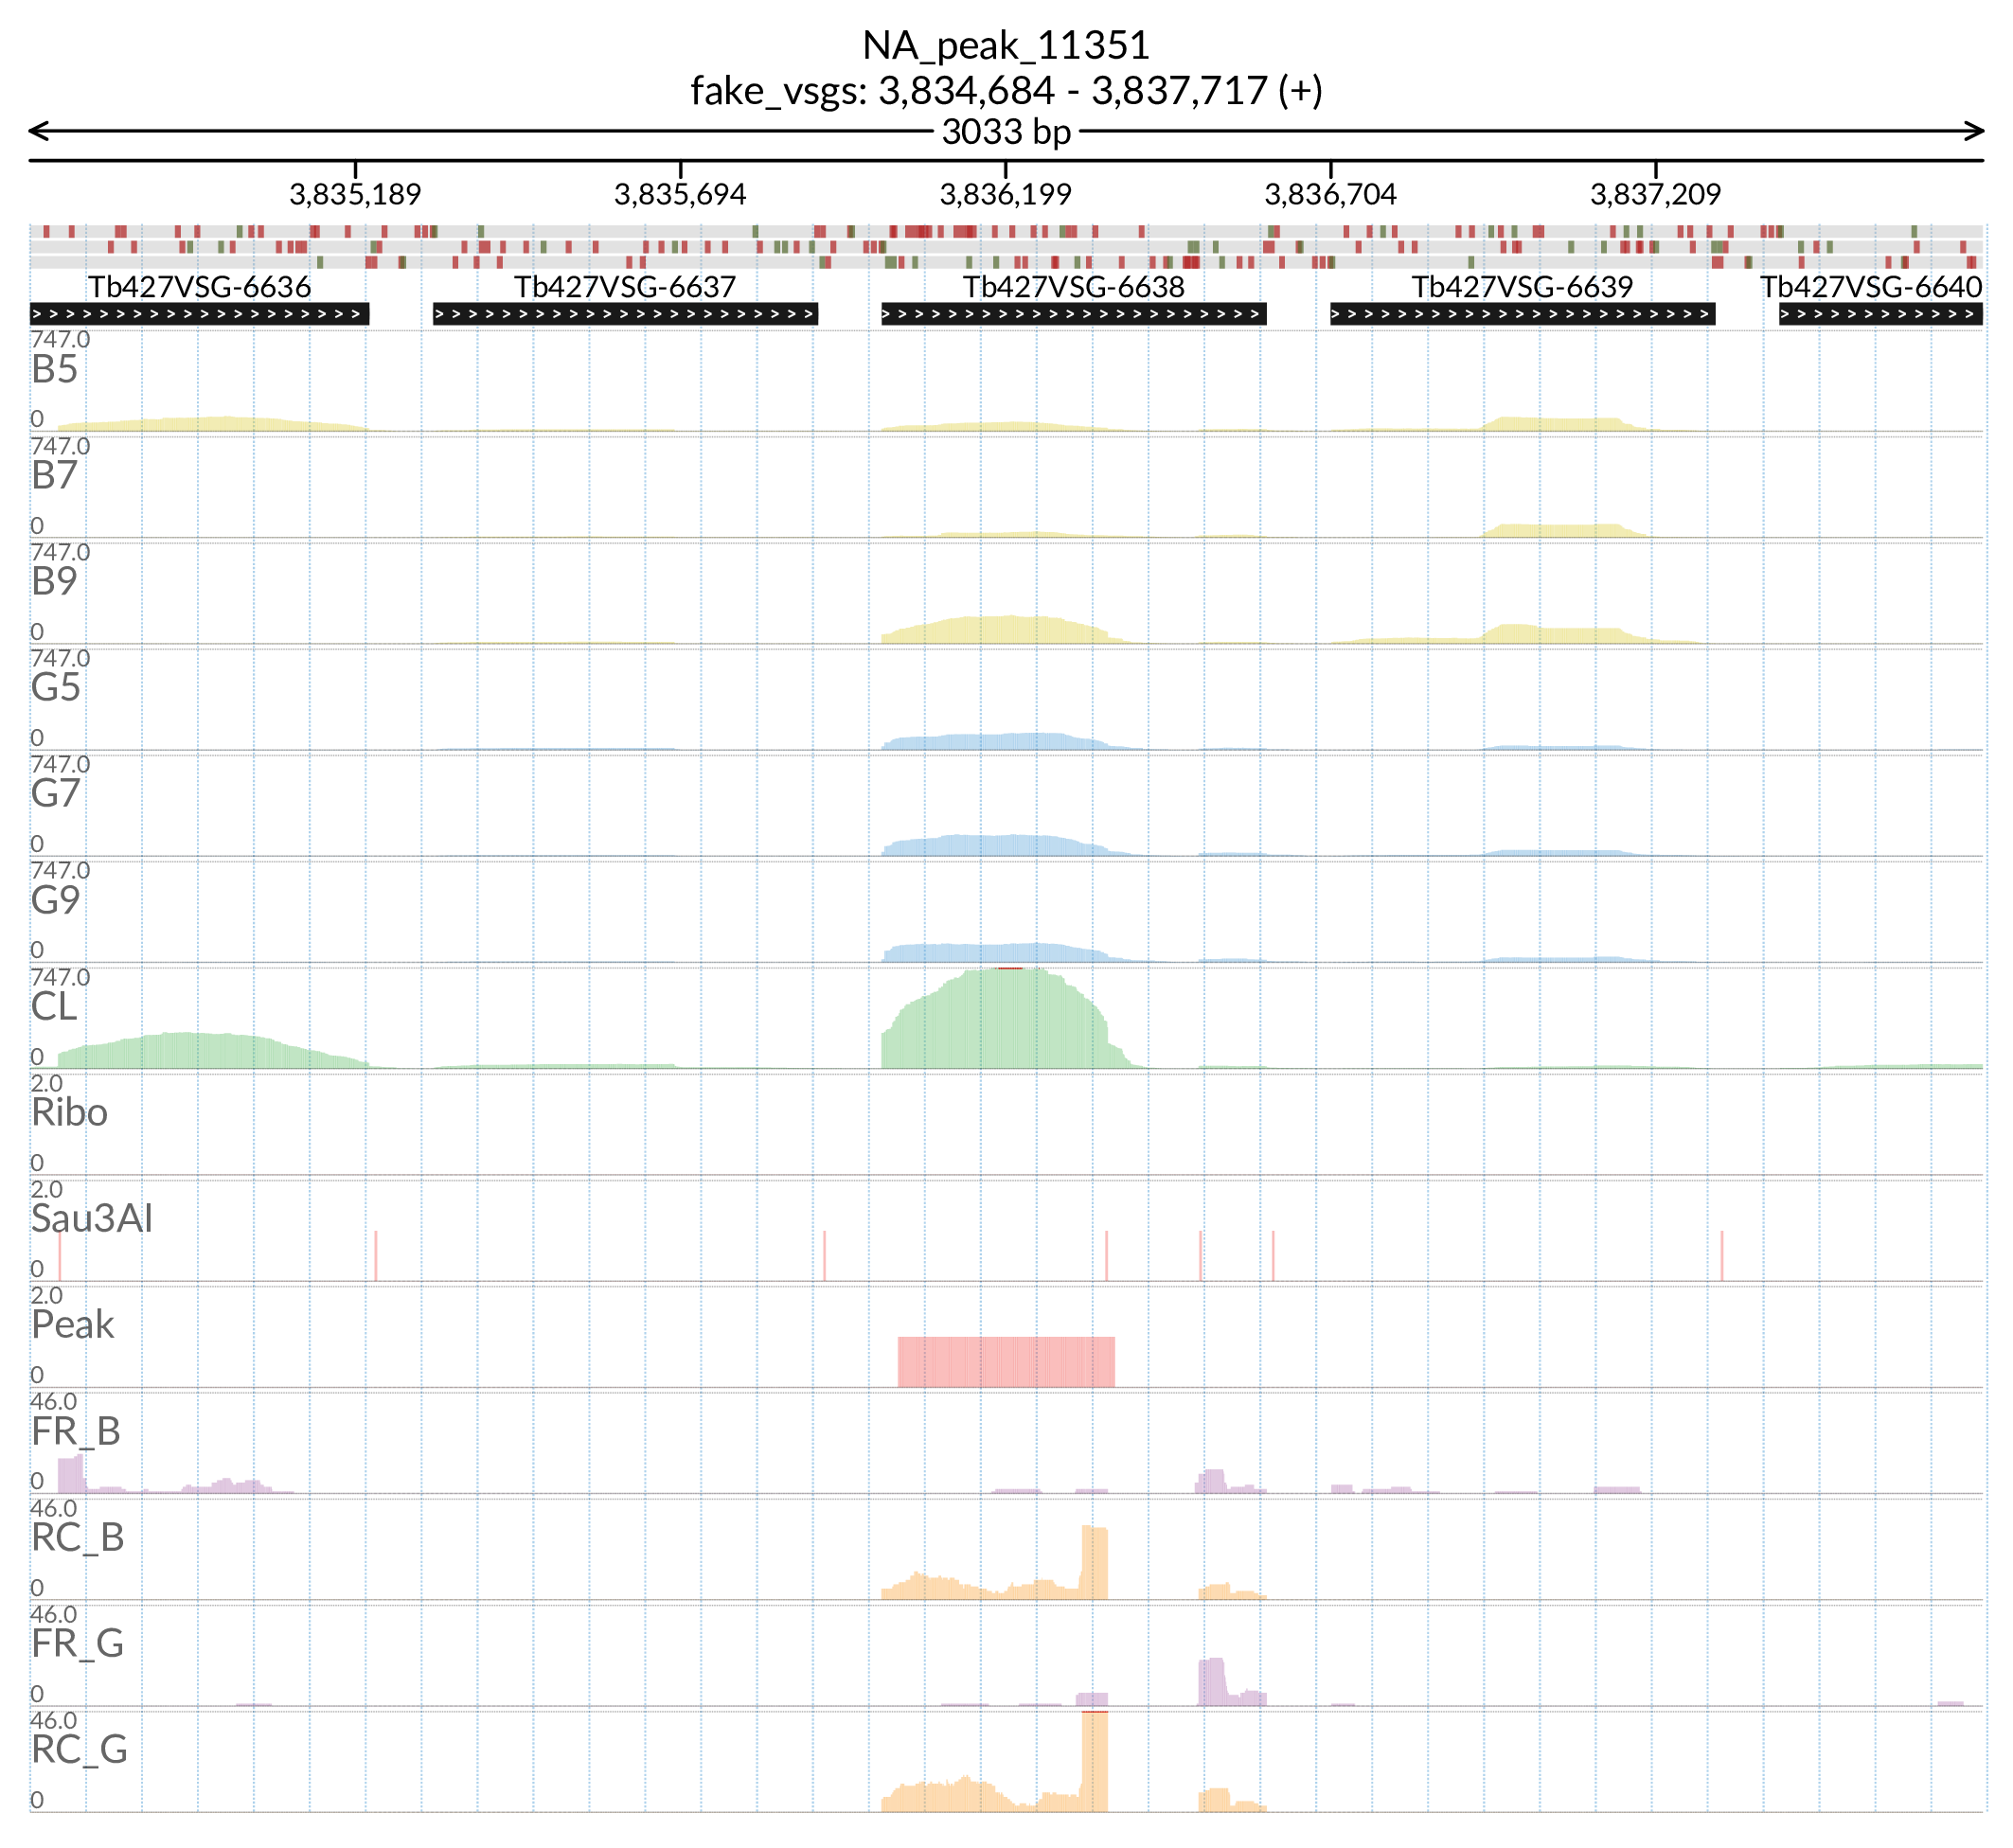 NA_peak_11351
fake_vsgs: 3,834,684 - 3,837,717 (+)
3033 bp
3,835,189 3,835,694 3,836,199 3,836,704 3,837,209
Tb427VSG-6636 Tb427VSG-6637 Tb427VSG-6638 Tb427VSG-6639 Tb427VSG-6640
747.0
B5
0
747.0
B7
0
747.0
B9
0
747.0
G5
0
747.0
G7
0
747.0
G9
0
747.0
CL
0
2.0
Ribo
0
2.0
Sau3AI
0
2.0
Peak
0
46.0
FR_B
0
46.0
RC_B
0
46.0
FR_G
0
46.0
RC_G
0